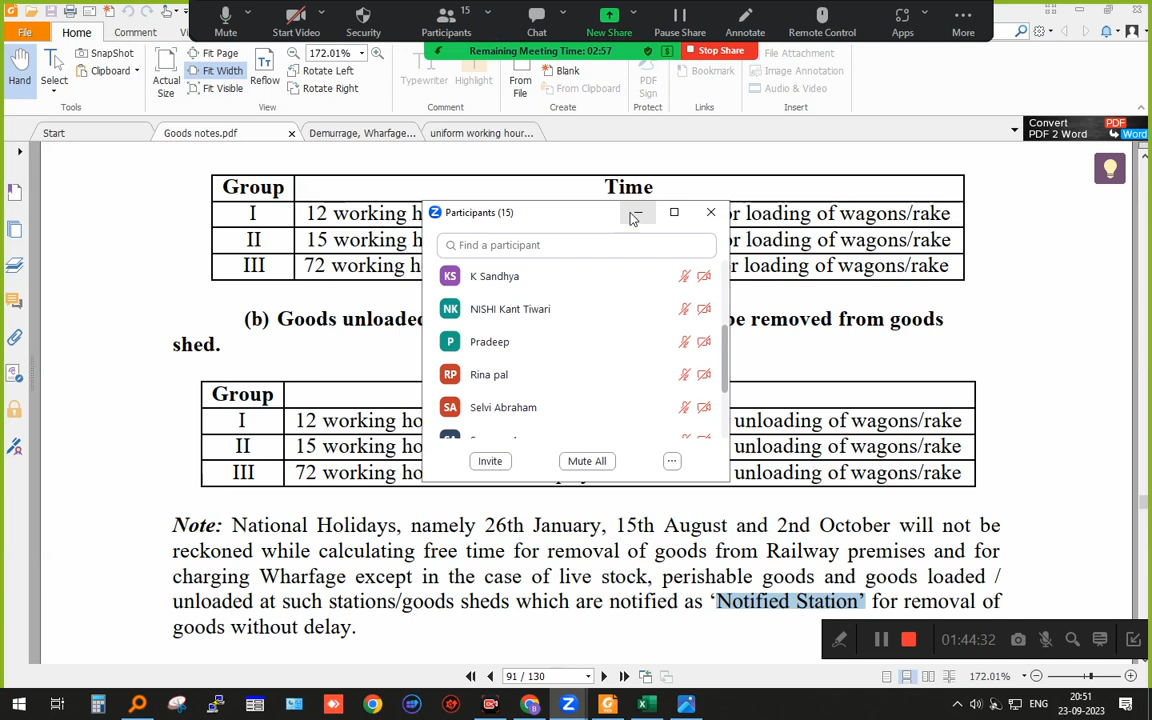 Mute
Start Video
Security
15
Participants
Chat
New Share
Pause Share
Annotate
Remote Control
Apps
More
Remaining Meeting Time: 02:57
Stop Share
File
Home
Comment
Hand
Select
SnapShot
Clipboard
Tools
Actual Size
Fit Page
Fit Width
Fit Visible
Reflow
172.01%
Rotate Left
Rotate Right
View
Typewriter
Highlight
Comment
From File
Blank
From Clipboard
Create
PDF Sign
Protect
Bookmark
Links
File Attachment
Image Annotation
Audio & Video
Insert
Start
Goods notes.pdf
Demurrage, Wharfage...
uniform working hour...
Convert PDF
PDF 2 Word
Word
Group Time
I 12 working h or loading of wagons/rake
II 15 working h or loading of wagons/rake
III 72 working h r loading of wagons/rake
(b) Goods unloaded be removed from goods
shed.
Group
I 12 working ho unloading of wagons/rake
II 15 working ho unloading of wagons/rake
III 72 working ho unloading of wagons/rake
Note: National Holidays, namely 26th January, 15th August and 2nd October will not be
reckoned while calculating free time for removal of goods from Railway premises and for
charging Wharfage except in the case of live stock, perishable goods and goods loaded /
unloaded at such stations/goods sheds which are notified as ‘Notified Station’ for removal of
goods without delay.
Participants (15)
Find a participant
KS K Sandhya
NK NISHI Kant Tiwari
P Pradeep
RP Rina pal
SA Selvi Abraham
Invite
Mute All
01:44:32
91 / 130
172.01%
ENG
20:51
23-09-2023